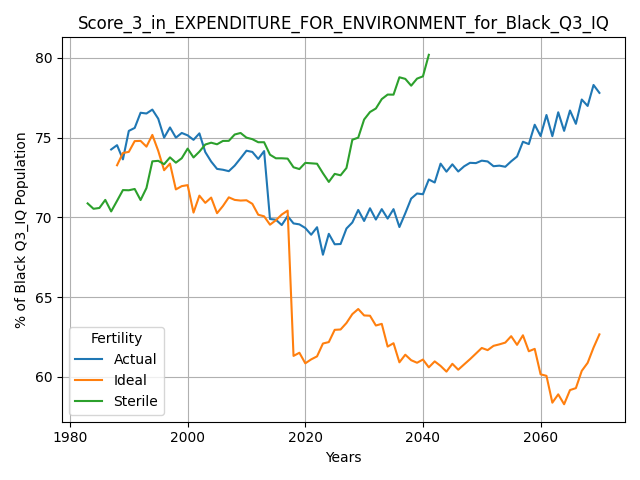 Score_3_in_EXPENDITURE_FOR_ENVIRONMENT_for_Black_Q3_IQ
80
75
70
65
60
% of Black Q3_IQ Population
Fertility
Actual
Ideal
Sterile
1980
2000
2020
2040
2060
Years